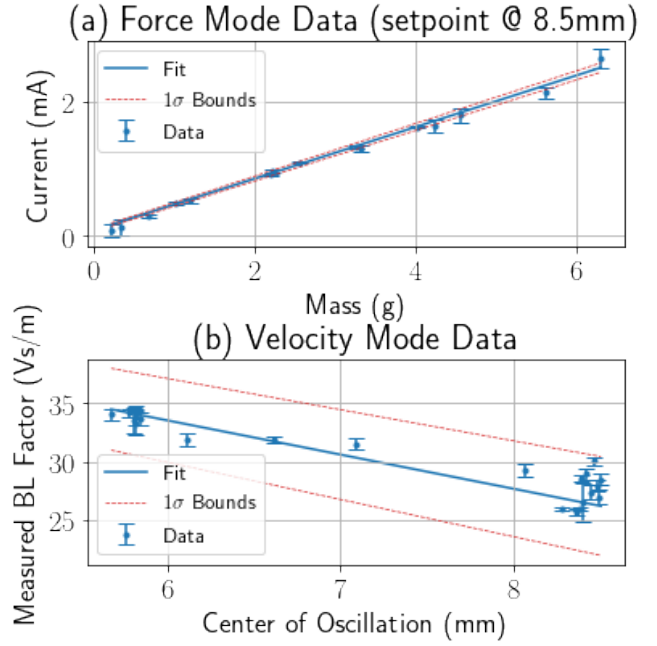 (a) Force Mode Data (setpoint @ 8.5mm)
Current (mA)
2
0
Fit
1σ Bounds
Data
0 2 4 6
Mass (g)
(b) Velocity Mode Data
Measured BL Factor (Vs/m)
35
30
25
Fit
1σ Bounds
Data
6 7 8
Center of Oscillation (mm)